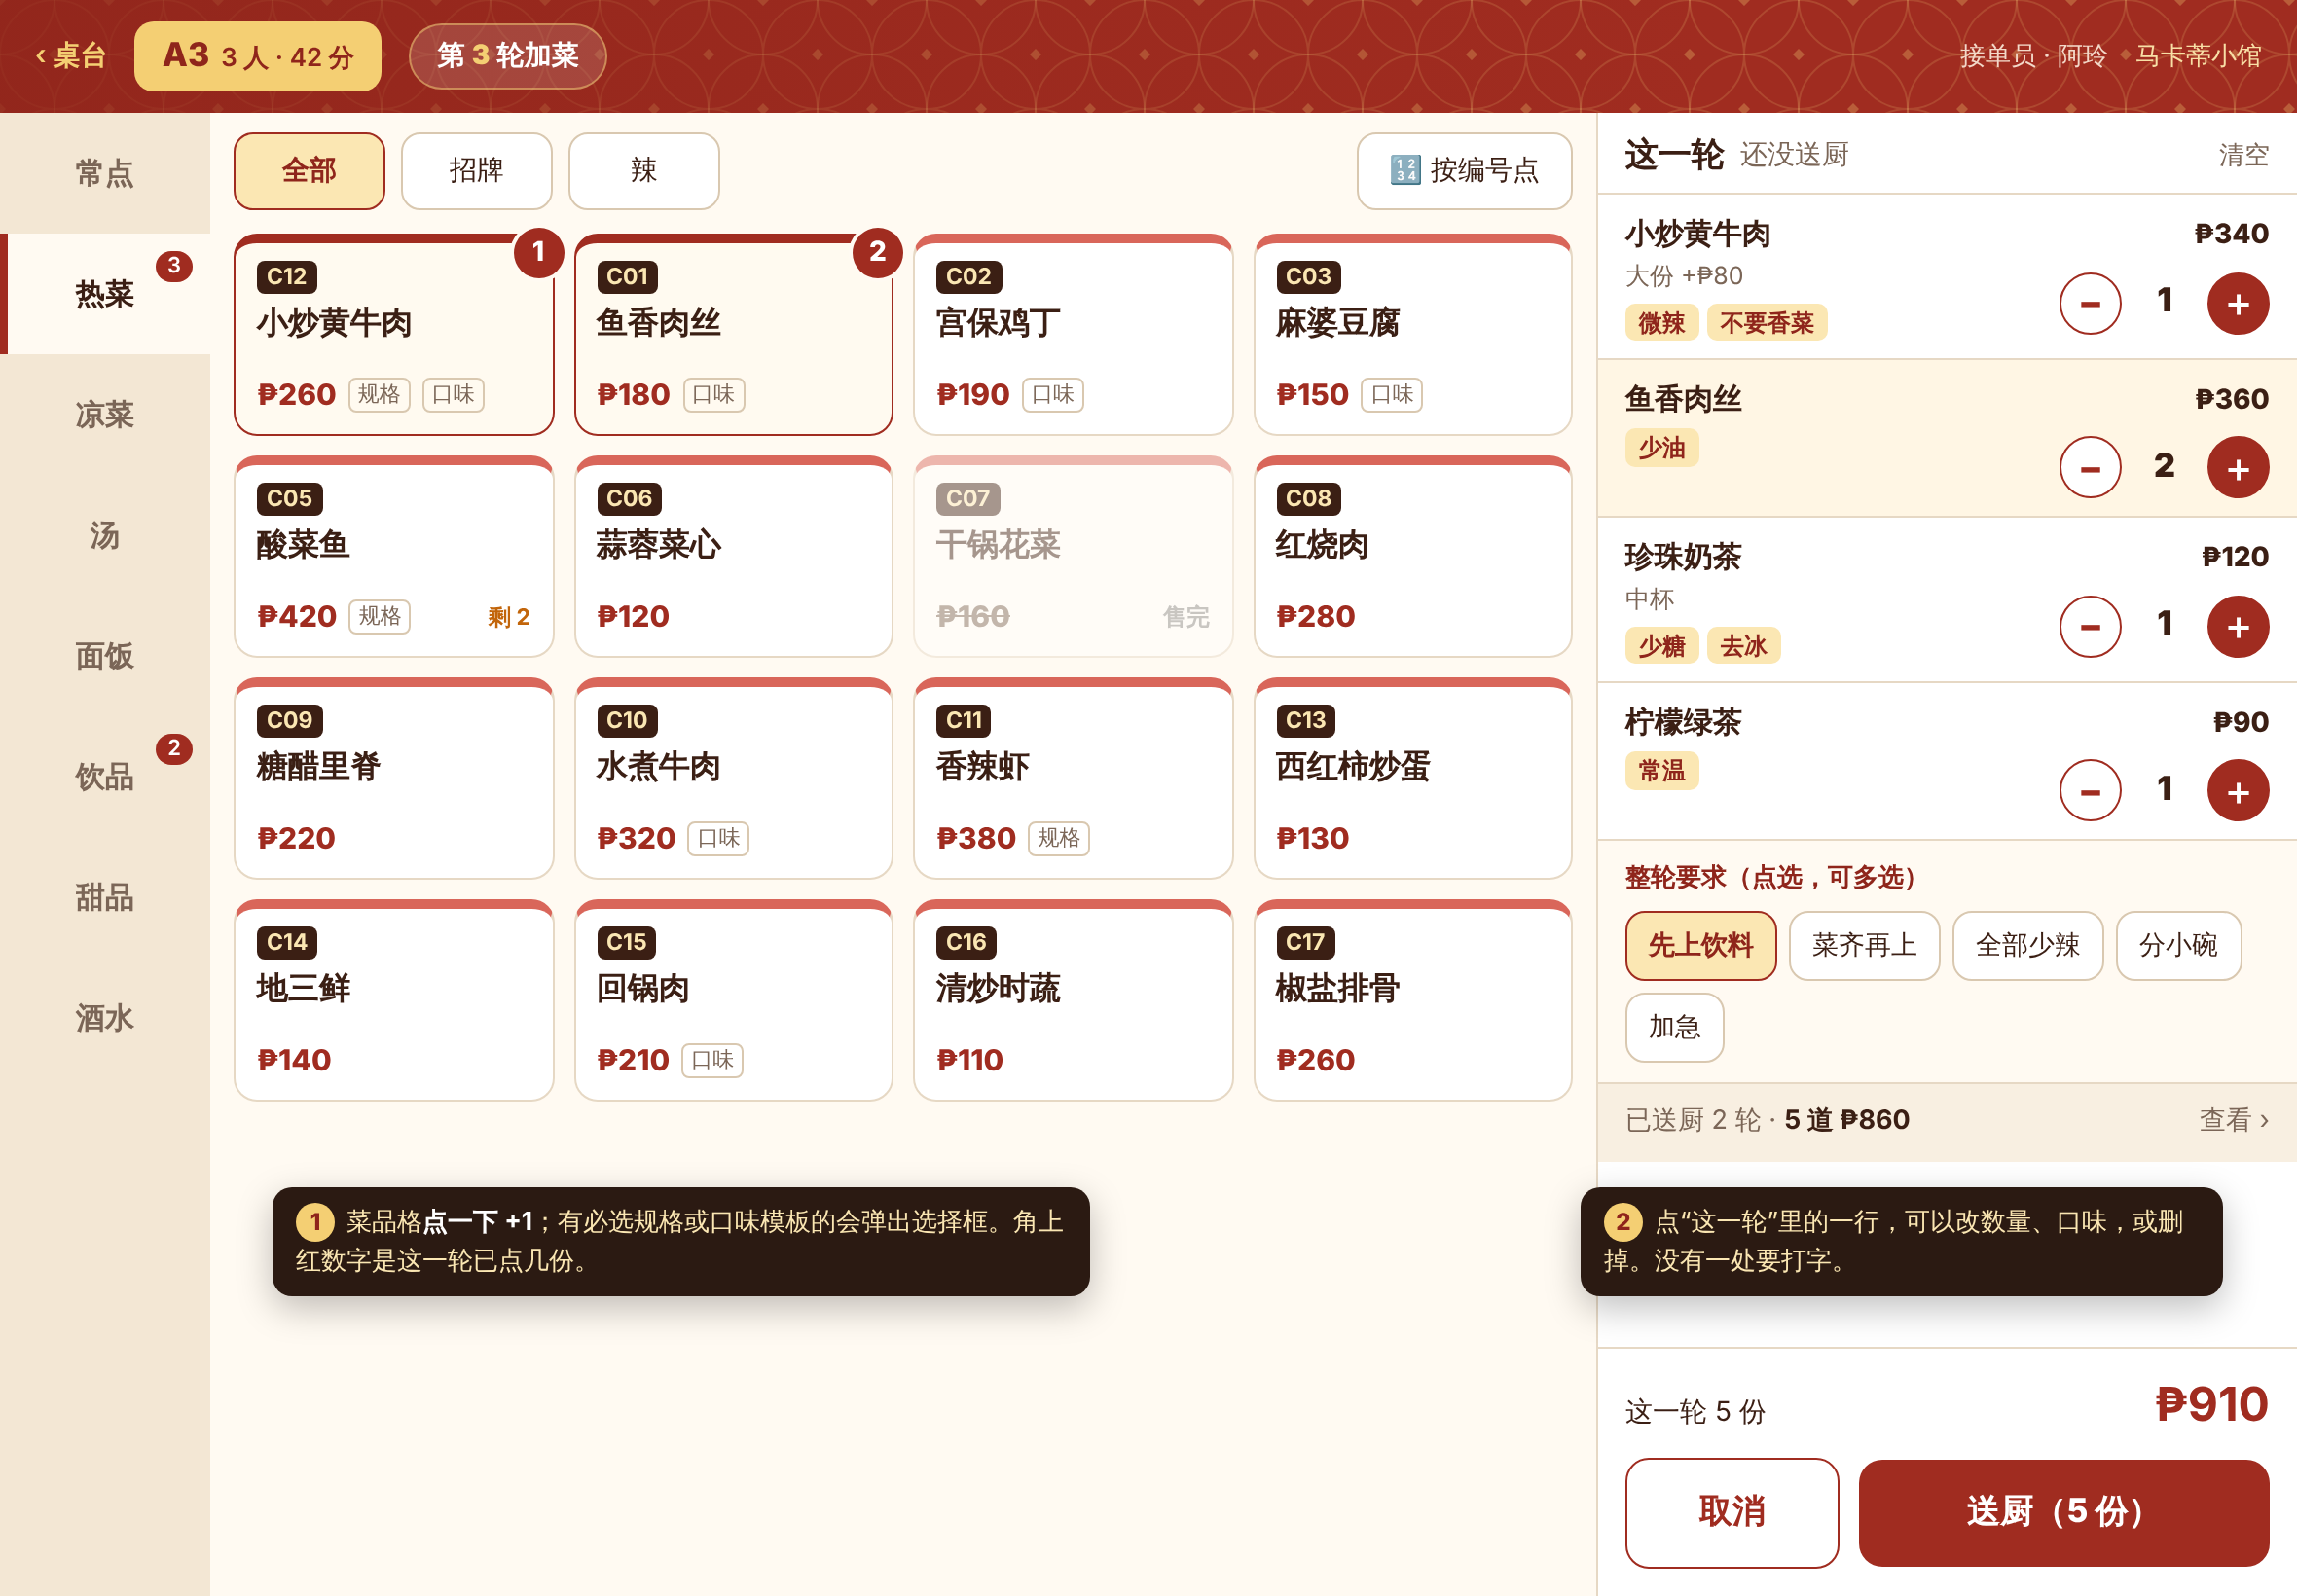 ‹ 桌台
A3 3 人 · 42 分
第 3 轮加菜
接单员 · 阿玲
马卡蒂小馆
常点
热菜
3
凉菜
汤
面饭
饮品
2
甜品
酒水
全部
招牌
辣
🔢 按编号点
1
C12
小炒黄牛肉
₱260 规格 口味
2
C01
鱼香肉丝
₱180 口味
C02
宫保鸡丁
₱190 口味
C03
麻婆豆腐
₱150 口味
C05
酸菜鱼
₱420 规格 剩 2
C06
蒜蓉菜心
₱120
C07
干锅花菜
₱160 售完
C08
红烧肉
₱280
C09
糖醋里脊
₱220
C10
水煮牛肉
₱320 口味
C11
香辣虾
₱380 规格
C13
西红柿炒蛋
₱130
C14
地三鲜
₱140
C15
回锅肉
₱210 口味
C16
清炒时蔬
₱110
C17
椒盐排骨
₱260
1 菜品格点一下 +1；有必选规格或口味模板的会弹出选择框。角上
红数字是这一轮已点几份。
这一轮 还没送厨 清空
小炒黄牛肉 ₱340
大份 +₱80
微辣 不要香菜
− 1 +
鱼香肉丝 ₱360
少油
− 2 +
珍珠奶茶 ₱120
中杯
少糖 去冰
− 1 +
柠檬绿茶 ₱90
常温
− 1 +
整轮要求（点选，可多选）
先上饮料 菜齐再上 全部少辣 分小碗
加急
已送厨 2 轮 · 5 道 ₱860 查看 ›
2 点“这一轮”里的一行，可以改数量、口味，或删
掉。没有一处要打字。
这一轮 5 份 ₱910
取消 送厨（5 份）